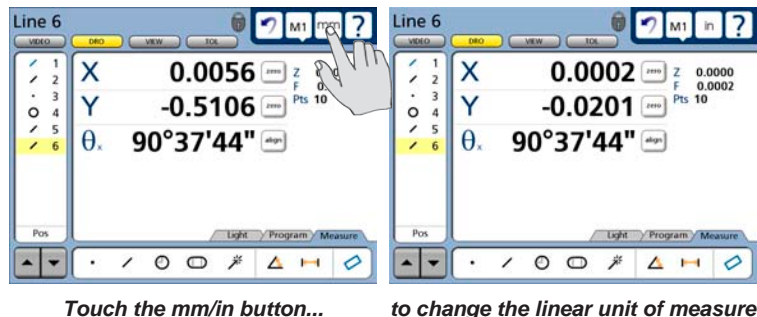 Line 6
M1 mm ?
VIDEO DRO VIEW TOL
1
2
3
4
5
6
Pos
X 0.0056 zero
Y -0.5106 zero
θx 90°37'44" align
Z
F
Pts 10
Light Program Measure
Line 6
M1 in ?
VIDEO DRO VIEW TOL
1
2
3
4
5
6
Pos
X 0.0002 zero
Y -0.0201 zero
θx 90°37'44" align
Z 0.0000
F 0.0002
Pts 10
Light Program Measure
Touch the mm/in button...
to change the linear unit of measure